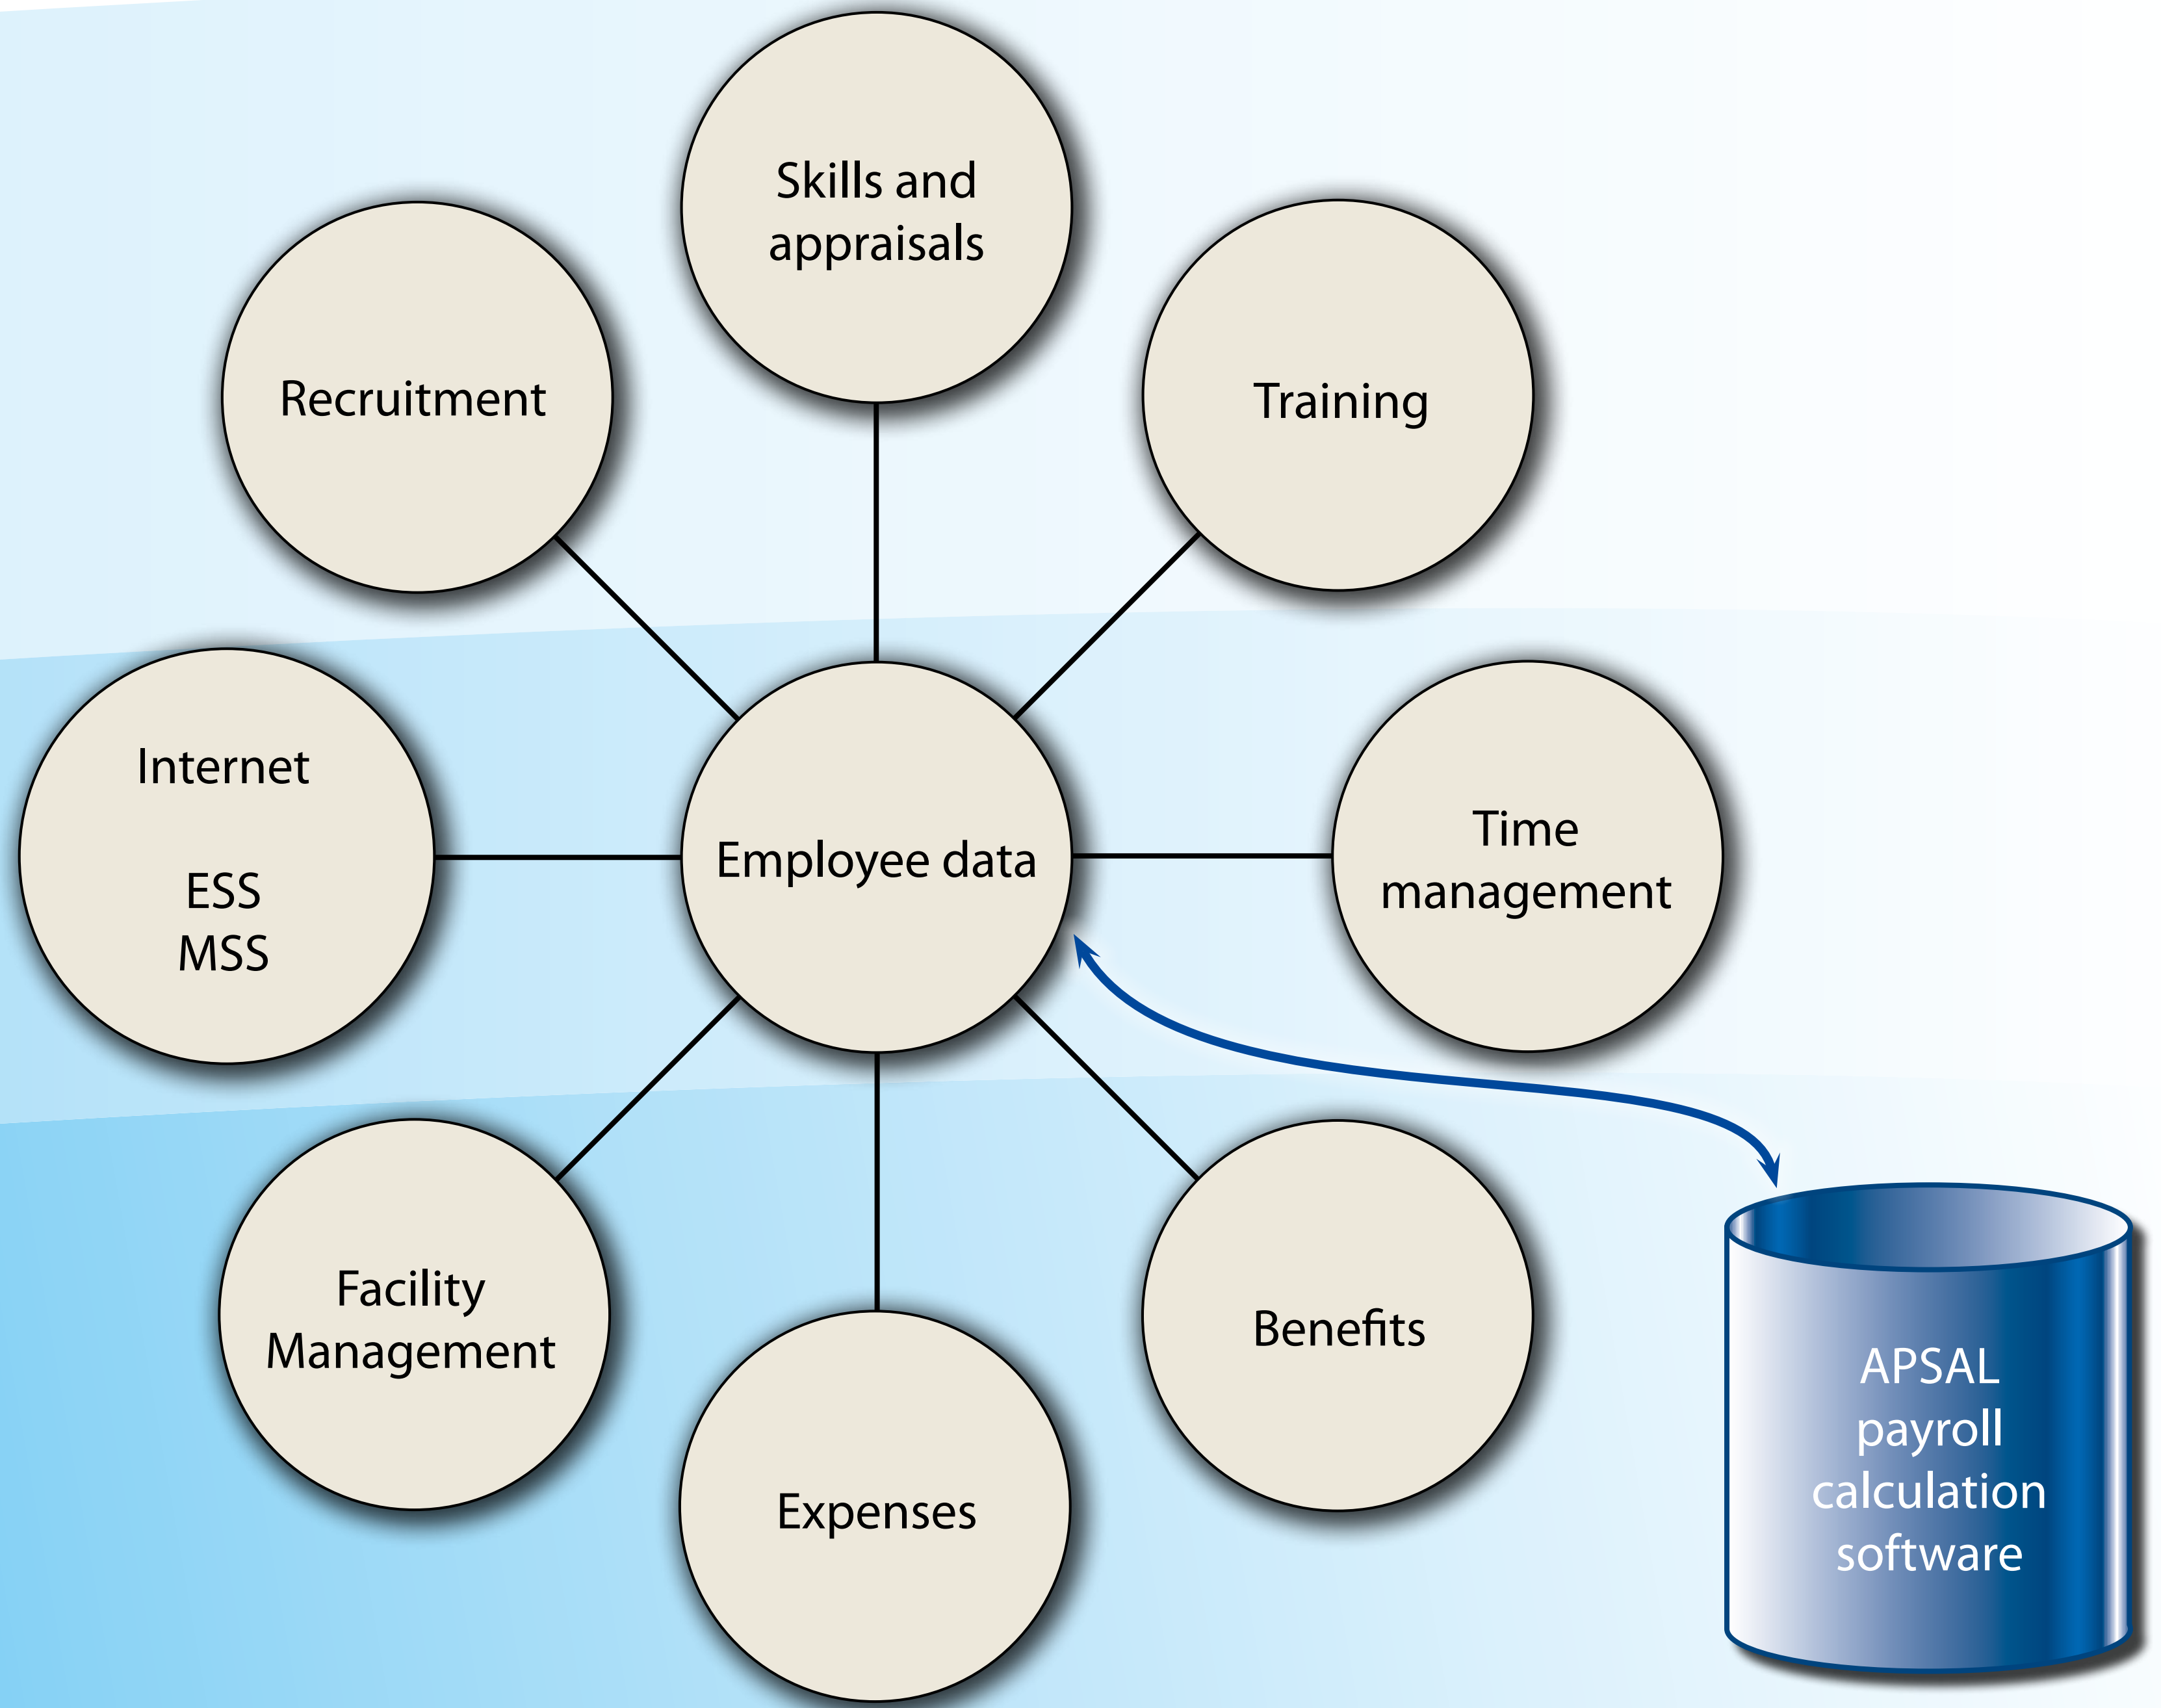 Skills and
appraisals
Recruitment
Training
Internet
ESS
MSS
Employee data
Time
management
Facility
Management
Expenses
Benefits
APSAL
payroll
calculation
software